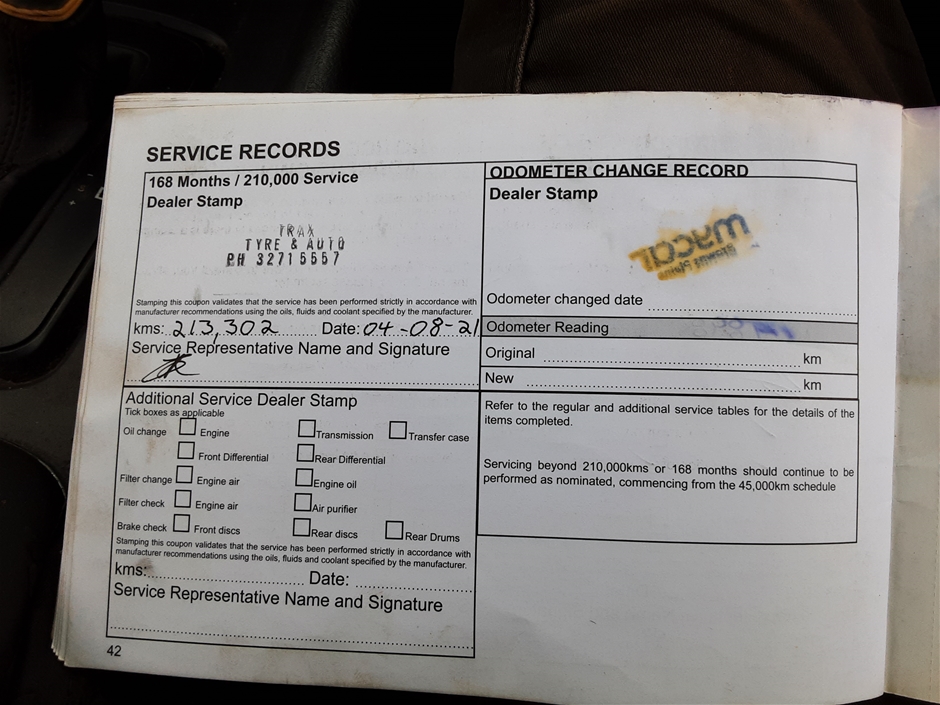 SERVICE RECORDS
168 Months / 210,000 Service
Dealer Stamp
TRAX
TYRE & AUTO
PH 32715557
Stamping this coupon validates that the service has been performed strictly in accordance with
manufacturer recommendations using the oils, fluids and coolant specified by the manufacturer.
kms: 213,302 Date: 04-08-21
Service Representative Name and Signature
Additional Service Dealer Stamp
Tick boxes as applicable
Oil change Engine Transmission Transfer case
Front Differential Rear Differential
Filter change Engine air Engine oil
Filter check Engine air Air purifier
Brake check Front discs Rear discs Rear Drums
Stamping this coupon validates that the service has been performed strictly in accordance with
manufacturer recommendations using the oils, fluids and coolant specified by the manufacturer.
kms: Date:
Service Representative Name and Signature
42
ODOMETER CHANGE RECORD
Dealer Stamp
Odometer changed date
Odometer Reading
Original km
New km
Refer to the regular and additional service tables for the details of the
items completed.
Servicing beyond 210,000kms or 168 months should continue to be
performed as nominated, commencing from the 45,000km schedule